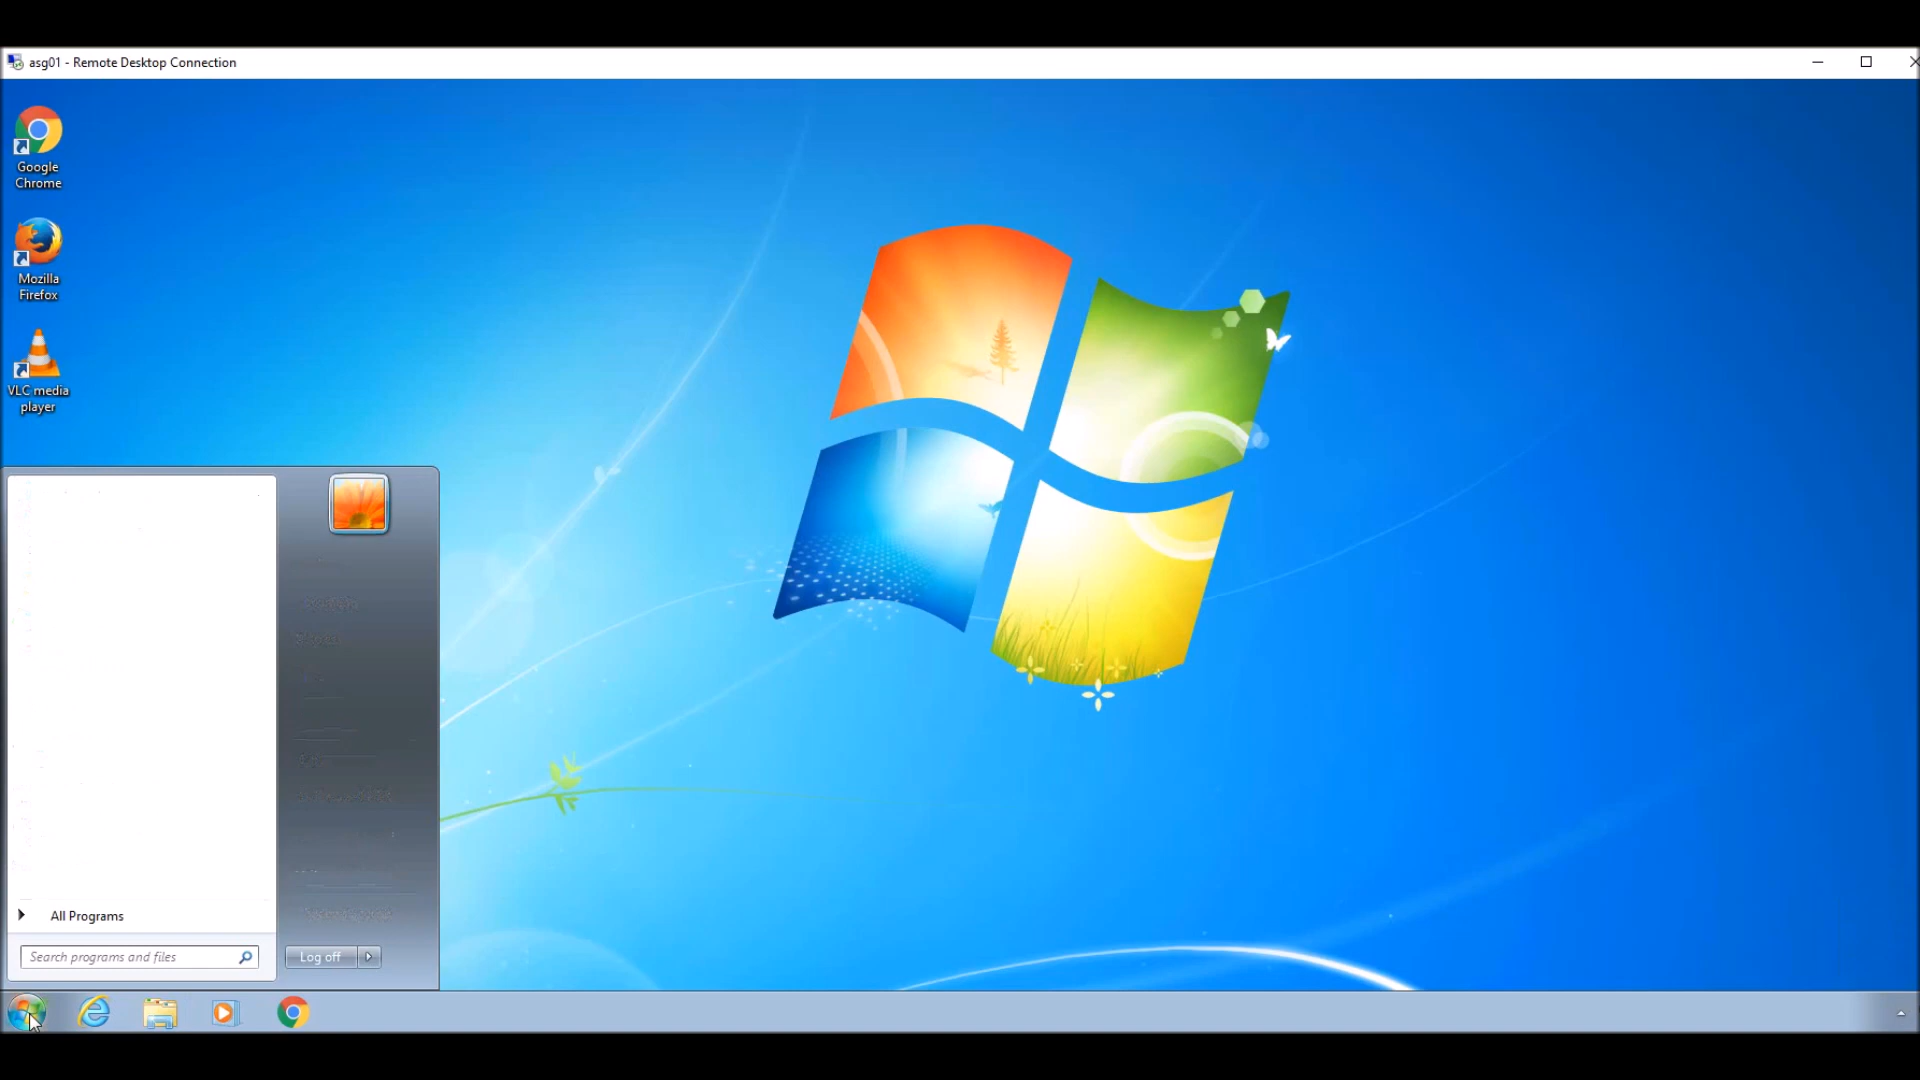 asg01 - Remote Desktop Connection
Google
Chrome
Mozilla
Firefox
VLC media
player
All Programs
Search programs and files
Log off